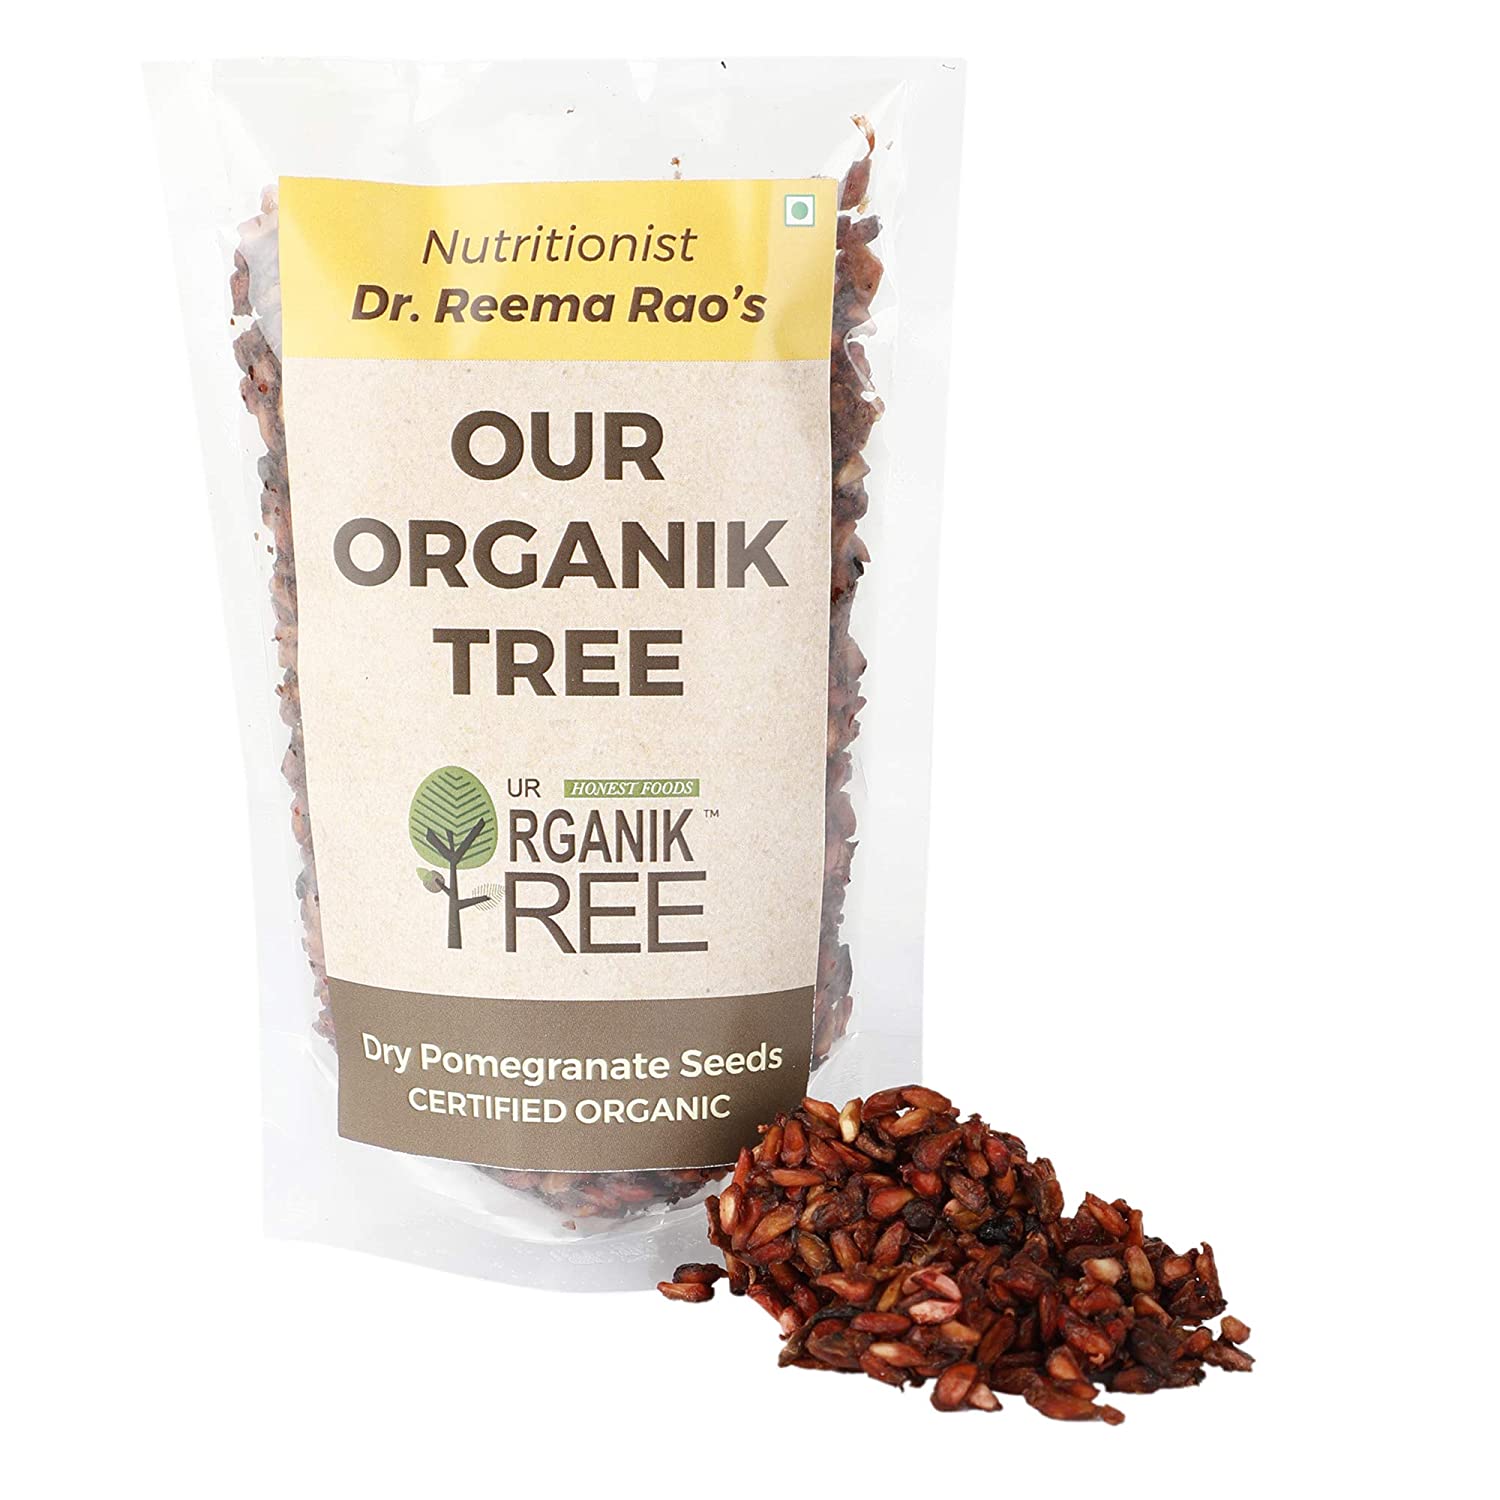 Nutritionist
Dr. Reema Rao's
OUR
ORGANIK
TREE
UR HONEST FOODS
RGANIK ™
REE
Dry Pomegranate Seeds
CERTIFIED ORGANIC